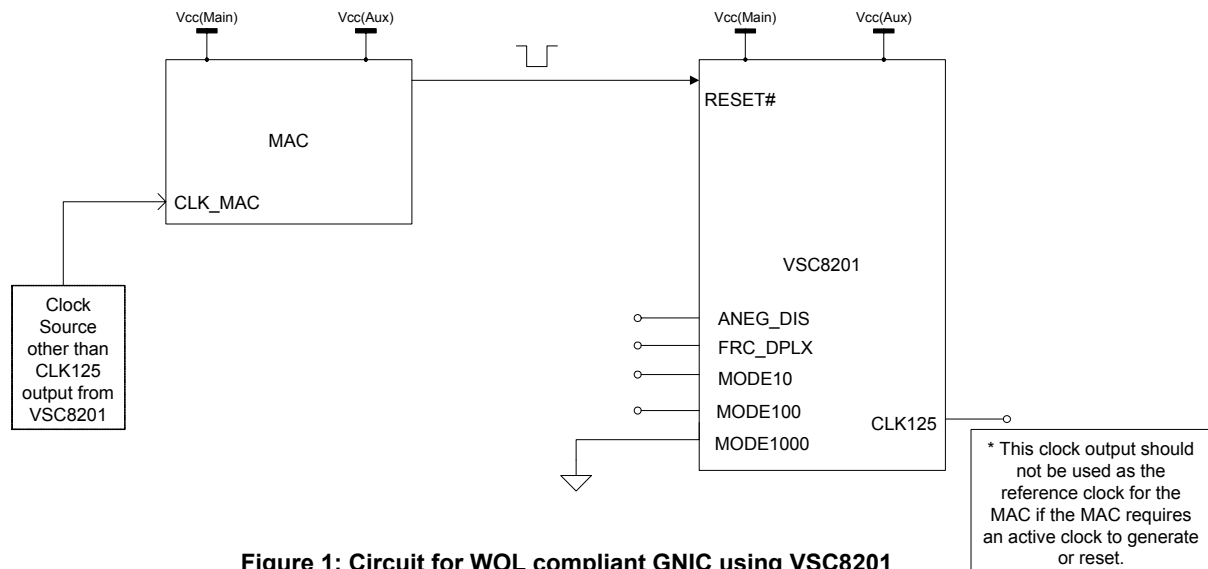 Vcc(Main)
Vcc(Aux)
Vcc(Main)
Vcc(Aux)
RESET#
MAC
CLK_MAC
VSC8201
Clock
Source
other than
CLK125
output from
VSC8201
ANEG_DIS
FRC_DPLX
MODE10
MODE100
MODE1000
CLK125
* This clock output should
not be used as the
reference clock for the
MAC if the MAC requires
an active clock to generate
or reset.
Figure 1: Circuit for WOL compliant GNIC using VSC8201